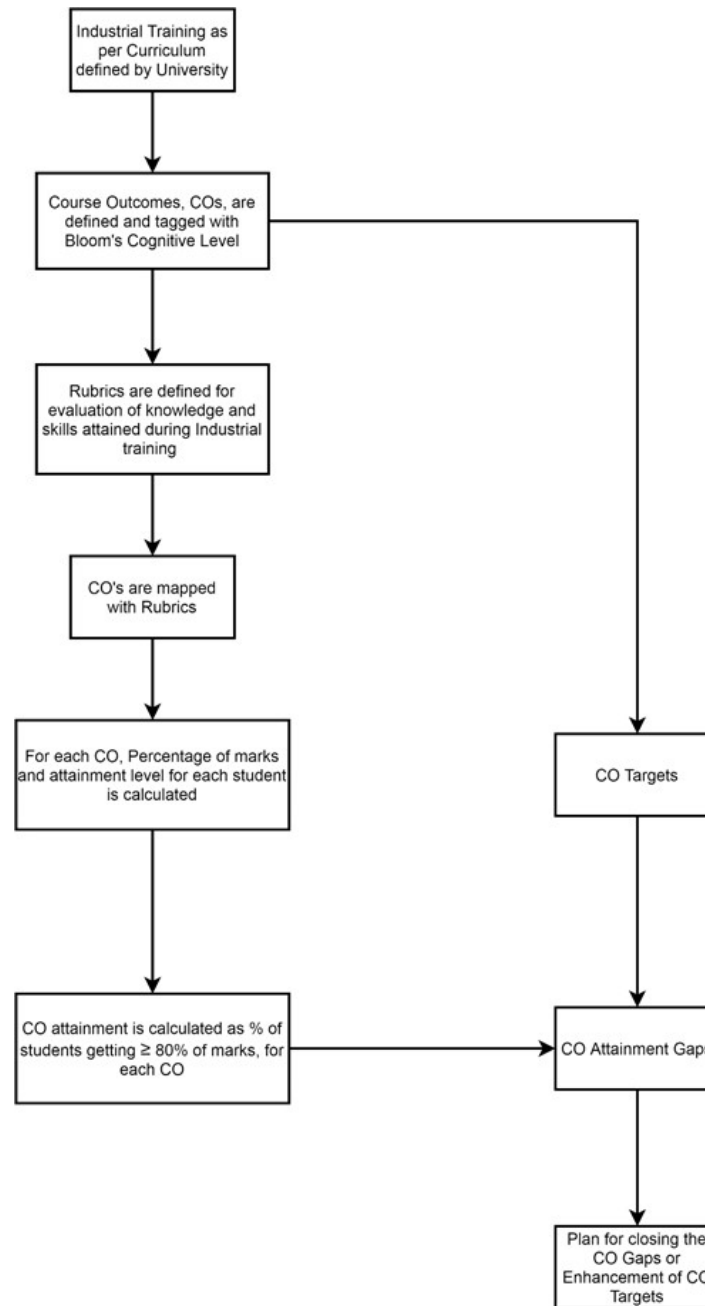 Industrial Training as
per Curriculum
defined by University
Course Outcomes, COs, are
defined and tagged with
Bloom's Cognitive Level
Rubrics are defined for
evaluation of knowledge and
skills attained during Industrial
training
CO's are mapped
with Rubrics
For each CO, Percentage of marks
and attainment level for each student
is calculated
CO Targets
CO attainment is calculated as % of
students getting ≥ 80% of marks, for
each CO
CO Attainment Gaps
Plan for closing the
CO Gaps or
Enhancement of CO
Targets